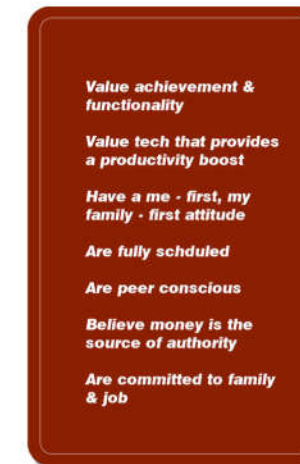 Value achievement &
functionality
Value tech that provides
a productivity boost
Have a me - first, my
family - first attitude
Are fully schduled
Are peer conscious
Believe money is the
source of authority
Are committed to family
& job